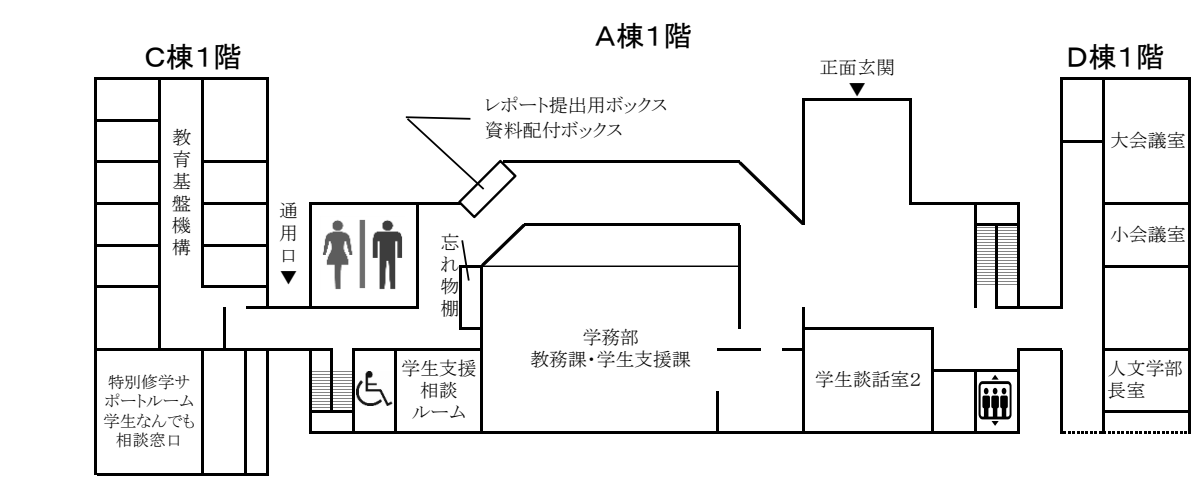 A棟１階
C棟１階
D棟１階
正面玄関
▼
レポート提出用ボックス
資料配付ボックス
教育基盤機構
大会議室
通用口
▼
忘れ物棚
小会議室
学務部
教務課・学生支援課
学生支援
相談
ルーム
学生談話室２
人文学部
長室
特別修学サ
ポートルーム
学生なんでも
相談窓口